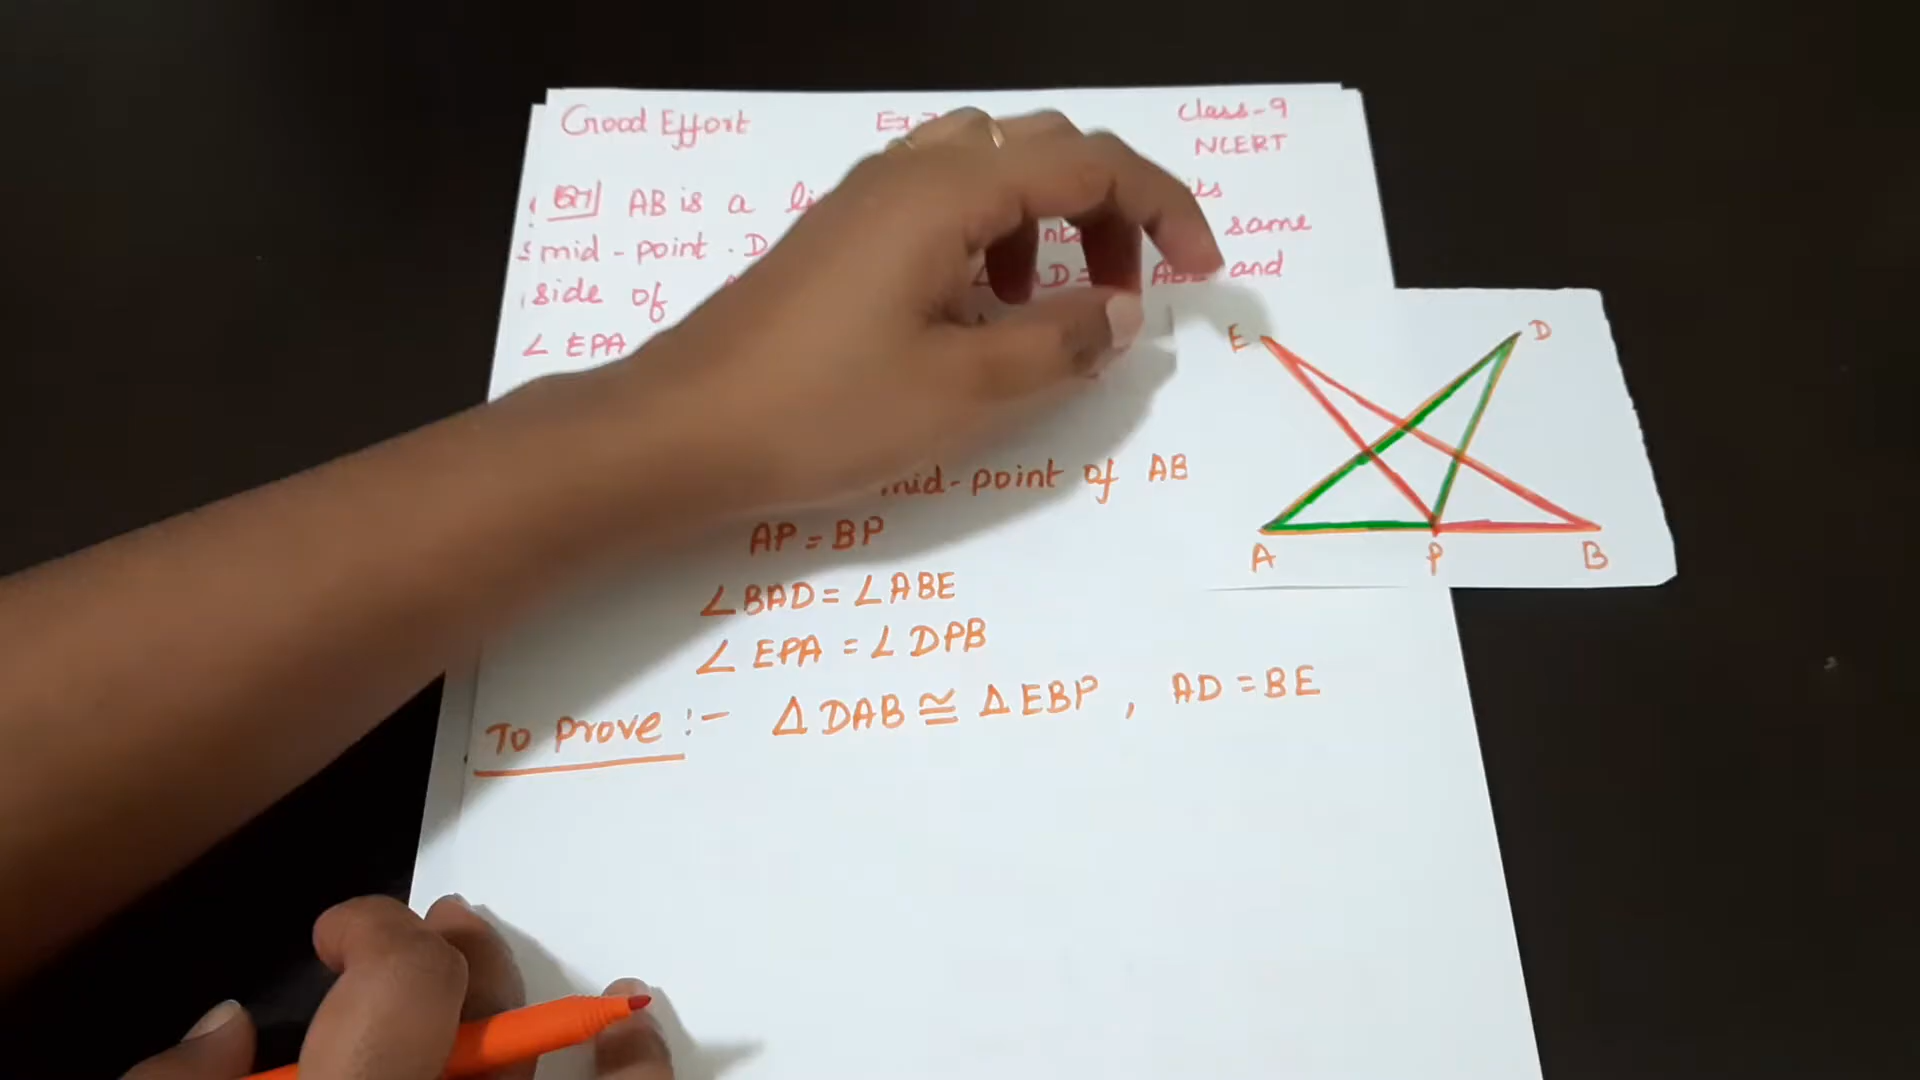 Good Effort
Class-9
NCERT
AB is a
mid-point. D same
side of and
∠ EPA
E D
mid-point of AB
AP = BP
A P B
∠BAD = ∠ABE
∠ EPA = ∠ DPB
To Prove :- Δ DAB ≅ Δ EBP , AD = BE